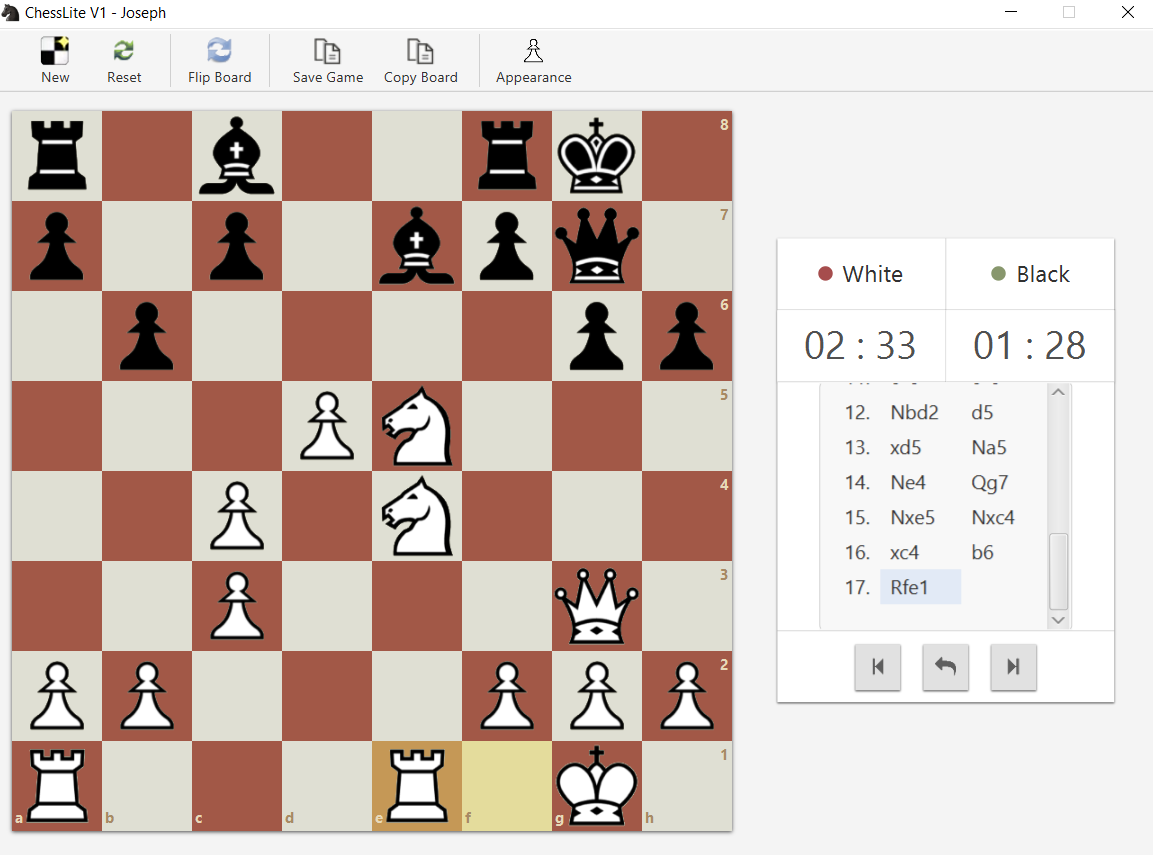 ChessLite V1 - Joseph
New Reset Flip Board Save Game Copy Board Appearance
8
7
6
5
4
3
2
1
a b c d e f g h
White Black
02 : 33 01 : 28
12. Nbd2 d5
13. xd5 Na5
14. Ne4 Qg7
15. Nxe5 Nxc4
16. xc4 b6
17. Rfe1